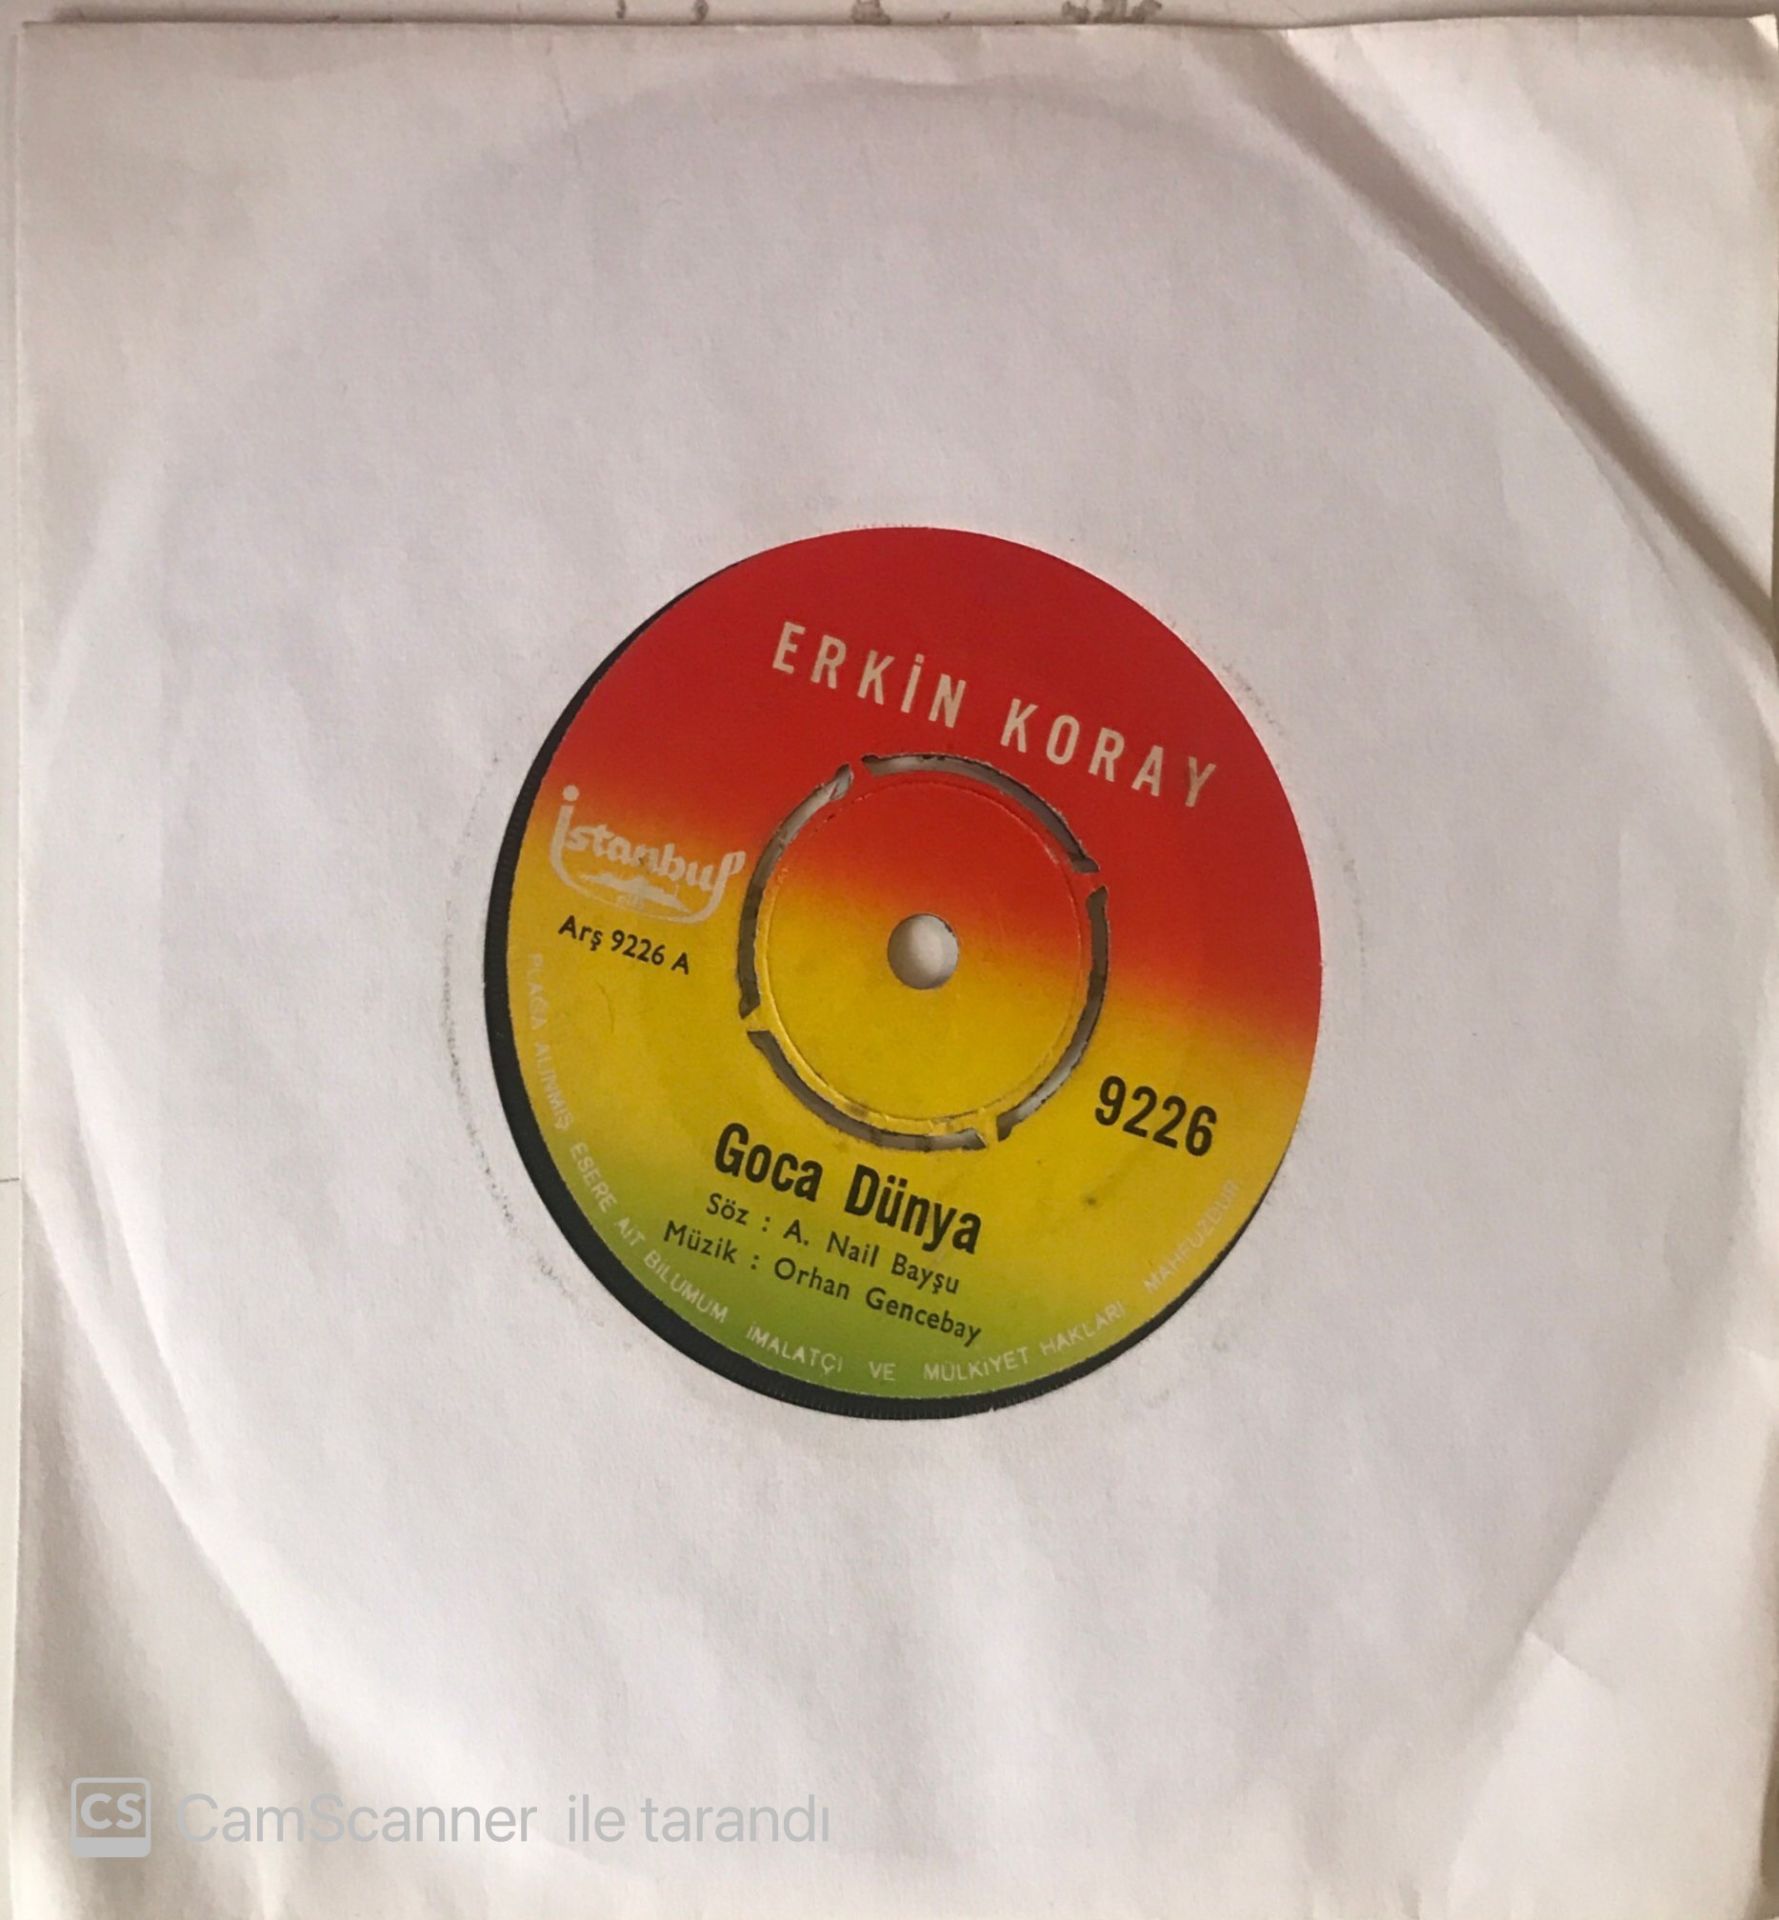 ERKİN KORAY
İstanbul
Arş 9226 A
9226
Goca Dünya
Söz : A. Nail Bayşu
Müzik : Orhan Gencebay
PLAĞA ALINMIŞ ESERE AİT BİLUMUM İMALATÇI VE MÜLKİYET HAKLARI MAHFUZDUR
CS CamScanner ile tarandı